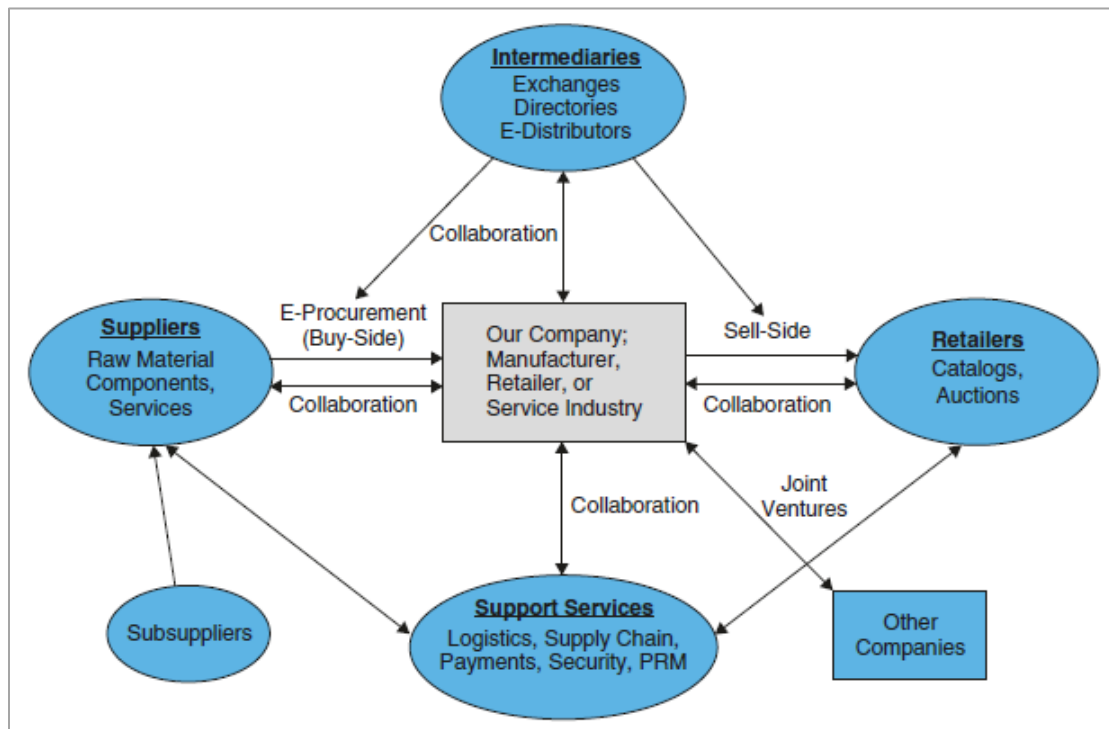 Intermediaries
Exchanges
Directories
E-Distributors
Collaboration
E-Procurement
(Buy-Side)
Sell-Side
Suppliers
Raw Material
Components,
Services
Collaboration
Our Company;
Manufacturer,
Retailer, or
Service Industry
Collaboration
Retailers
Catalogs,
Auctions
Collaboration
Joint
Ventures
Subsuppliers
Support Services
Logistics, Supply Chain,
Payments, Security, PRM
Other
Companies